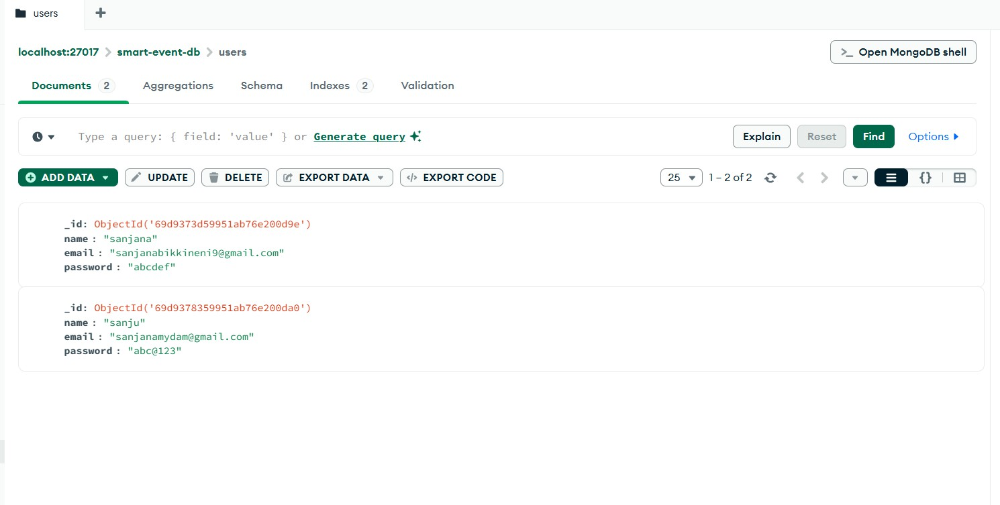 users
localhost:27017 > smart-event-db > users
>_ Open MongoDB shell
Documents 2 Aggregations Schema Indexes 2 Validation
Type a query: { field: 'value' } or Generate query
Explain Reset Find Options
ADD DATA UPDATE DELETE EXPORT DATA </> EXPORT CODE 25 1 – 2 of 2 {}
_id: ObjectId('69d9373d59951ab76e200d9e')
name : "sanjana"
email : "sanjanabikkineni9@gmail.com"
password : "abcdef"
_id: ObjectId('69d9378359951ab76e200da0')
name : "sanju"
email : "sanjanamydam@gmail.com"
password : "abc@123"